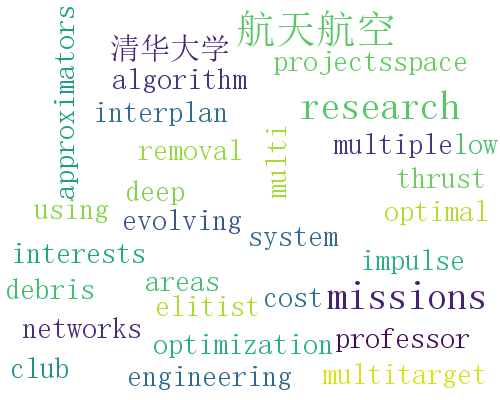 approximators
清华大学
航天航空
projectsspace
algorithm
interplan
research
removal
multi
multiple
low
deep
thrust
using
evolving
optimal
system
interests
impulse
debris
areas
elitist
cost
missions
networks
optimization
professor
club
engineering
multitarget